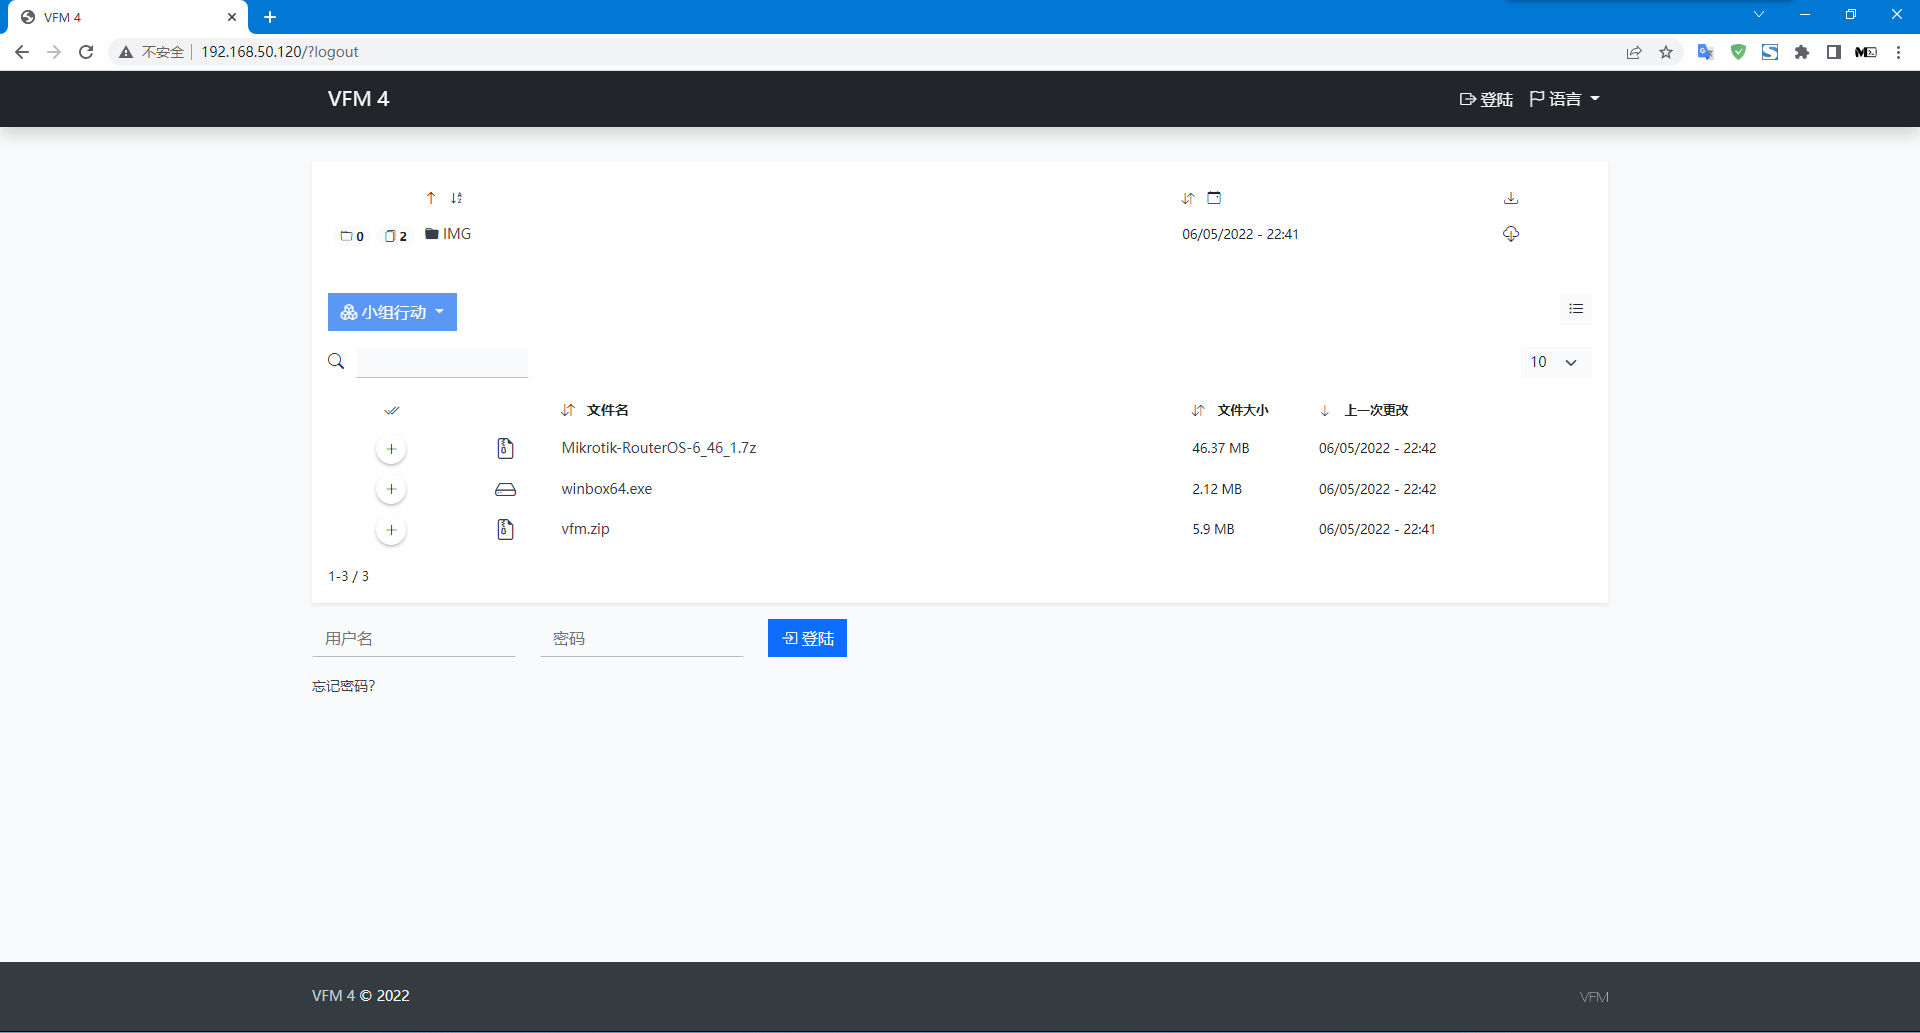 VFM 4
不安全 192.168.50.120/?logout
VFM 4
登陆 语言
0 2 IMG 06/05/2022 - 22:41
小组行动
10
文件名 文件大小 上一次更改
Mikrotik-RouterOS-6_46_1.7z 46.37 MB 06/05/2022 - 22:42
winbox64.exe 2.12 MB 06/05/2022 - 22:42
vfm.zip 5.9 MB 06/05/2022 - 22:41
1-3 / 3
用户名 密码 登陆
忘记密码?
VFM 4 © 2022 VFM